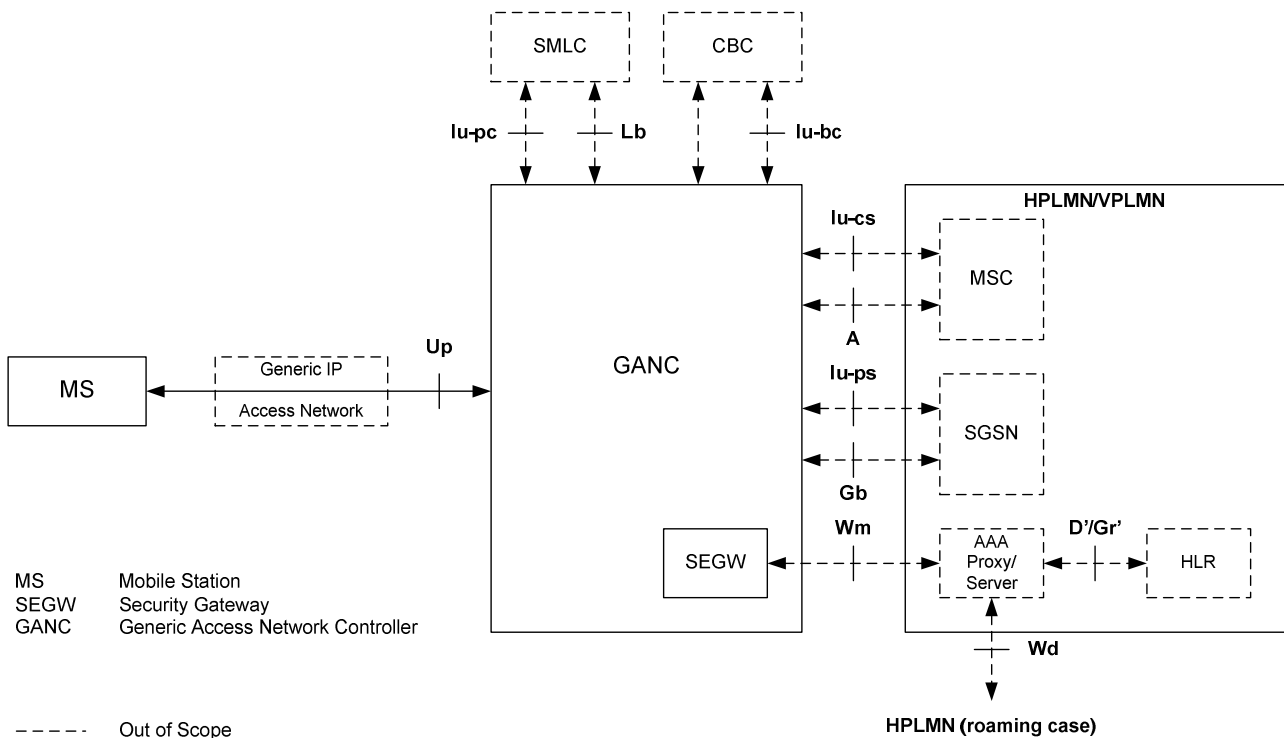 SMLC
CBC
Iu-pc
Lb
Iu-bc
HPLMN/VPLMN
Iu-cs
MSC
A
Up
Generic IP
Access Network
MS
GANC
Iu-ps
SGSN
Gb
Wm
D’/Gr’
SEGW
AAA
Proxy/
Server
HLR
MS Mobile Station
SEGW Security Gateway
GANC Generic Access Network Controller
Wd
HPLMN (roaming case)
Out of Scope